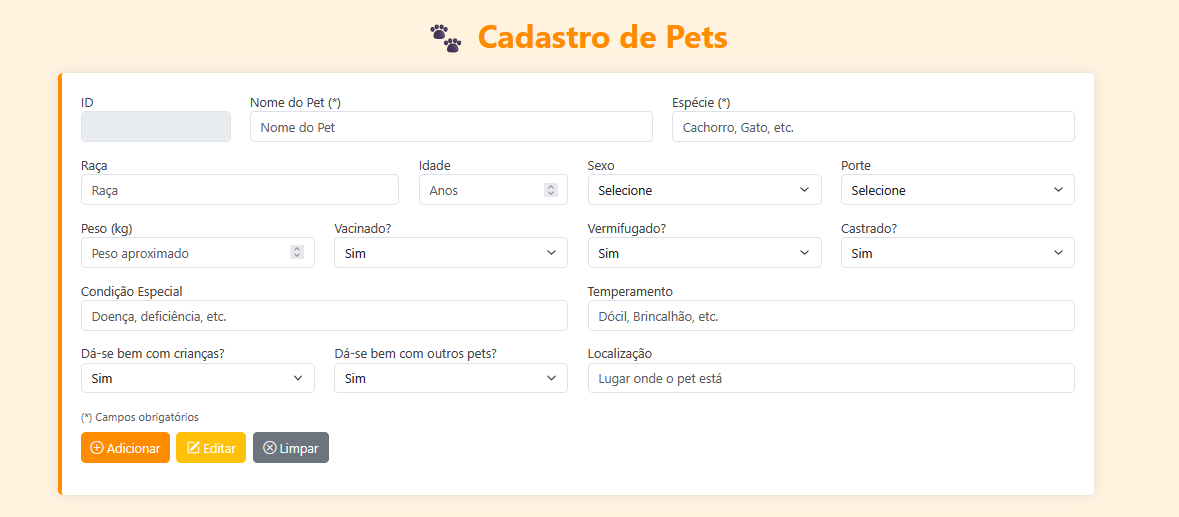 Cadastro de Pets
ID Nome do Pet (*) Espécie (*)
Nome do Pet Cachorro, Gato, etc.
Raça Idade Sexo Porte
Raça Anos Selecione Selecione
Peso (kg) Vacinado? Vermifugado? Castrado?
Peso aproximado Sim Sim Sim
Condição Especial Temperamento
Doença, deficiência, etc. Dócil, Brincalhão, etc.
Dá-se bem com crianças? Dá-se bem com outros pets? Localização
Sim Sim Lugar onde o pet está
(*) Campos obrigatórios
Adicionar Editar Limpar